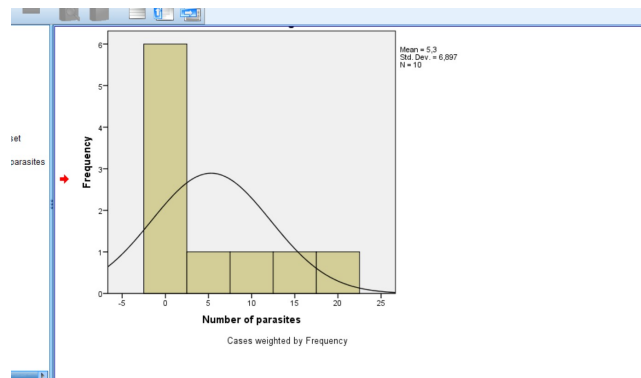 Mean = 5,3
Std. Dev. = 6,897
N = 10
set
parasites
Frequency
6
5
4
3
2
1
0
-5 0 5 10 15 20 25
Number of parasites
Cases weighted by Frequency